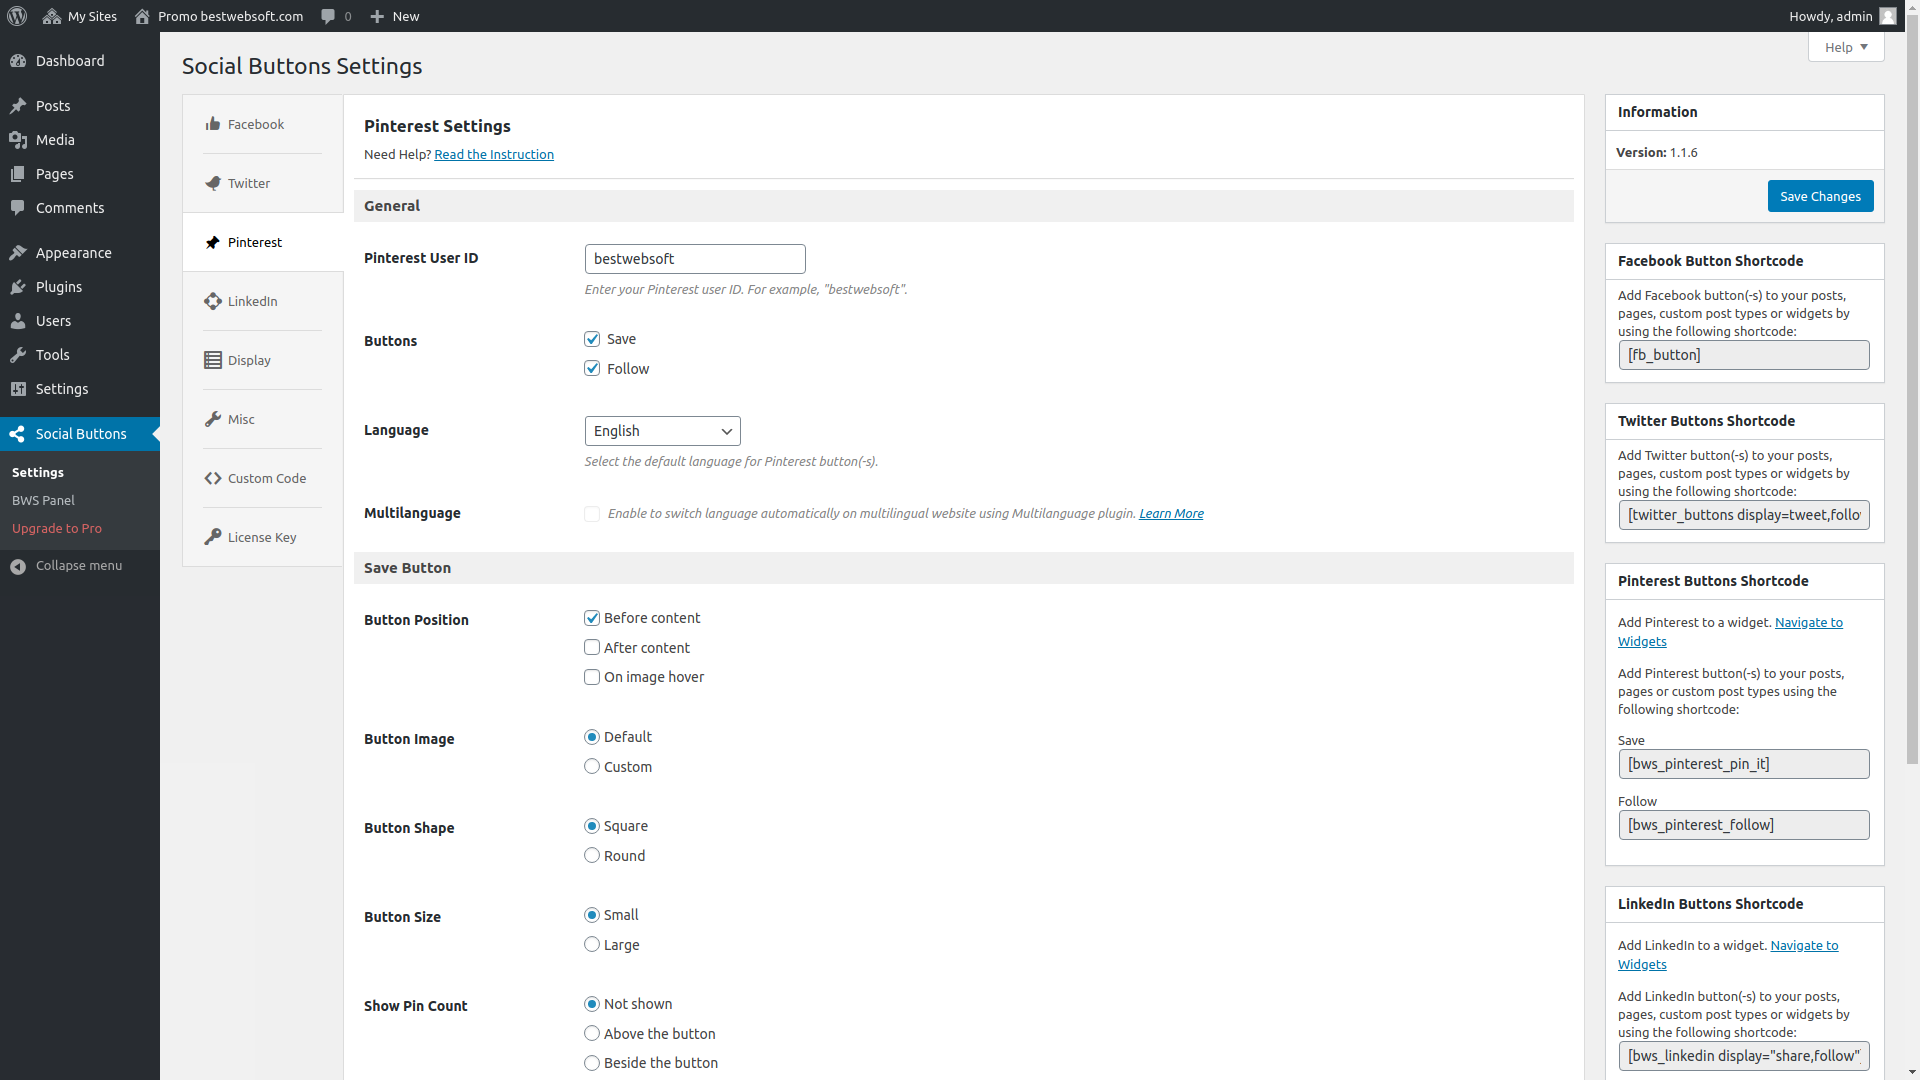 My Sites
Promo bestwebsoft.com
0
New
Howdy, admin
Help
Dashboard
Posts
Media
Pages
Comments
Appearance
Plugins
Users
Tools
Settings
Social Buttons
Settings
BWS Panel
Upgrade to Pro
Collapse menu
Social Buttons Settings
Facebook
Twitter
Pinterest
LinkedIn
Display
Misc
Custom Code
License Key
Pinterest Settings
Need Help? Read the Instruction
General
Pinterest User ID
bestwebsoft
Enter your Pinterest user ID. For example, "bestwebsoft".
Buttons
Save
Follow
Language
English
Select the default language for Pinterest button(-s).
Multilanguage
Enable to switch language automatically on multilingual website using Multilanguage plugin. Learn More
Save Button
Button Position
Before content
After content
On image hover
Button Image
Default
Custom
Button Shape
Square
Round
Button Size
Small
Large
Show Pin Count
Not shown
Above the button
Beside the button
Information
Version: 1.1.6
Save Changes
Facebook Button Shortcode
Add Facebook button(-s) to your posts,
pages, custom post types or widgets by
using the following shortcode:
[fb_button]
Twitter Buttons Shortcode
Add Twitter button(-s) to your posts,
pages, custom post types or widgets by
using the following shortcode:
[twitter_buttons display=tweet,follo
Pinterest Buttons Shortcode
Add Pinterest to a widget. Navigate to
Widgets
Add Pinterest button(-s) to your posts,
pages or custom post types using the
following shortcode:
Save
[bws_pinterest_pin_it]
Follow
[bws_pinterest_follow]
LinkedIn Buttons Shortcode
Add LinkedIn to a widget. Navigate to
Widgets
Add LinkedIn button(-s) to your posts,
pages, custom post types or widgets by
using the following shortcode:
[bws_linkedin display="share,follow"